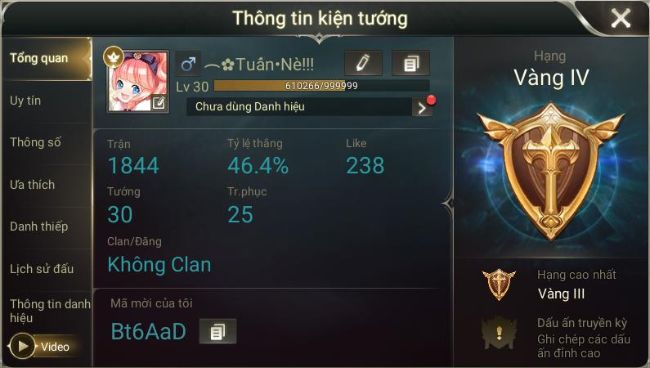 Thông tin kiện tướng
Tổng quan
Uy tín
Thông số
Ưa thích
Danh thiếp
Lịch sử đấu
Thông tin danh
hiệu
Video
︵✿Tuấn•Nè!!!
Lv 30
610266/999999
Chưa dùng Danh hiệu
Trận
Tỷ lệ thắng
Like
1844
46.4%
238
Tướng
Tr.phục
30
25
Clan/Đăng
Không Clan
Mã mời của tôi
Bt6AaD
Hạng
Vàng IV
Hạng cao nhất
Vàng III
Dấu ấn truyền kỳ
Ghi chép các dấu
ấn đỉnh cao